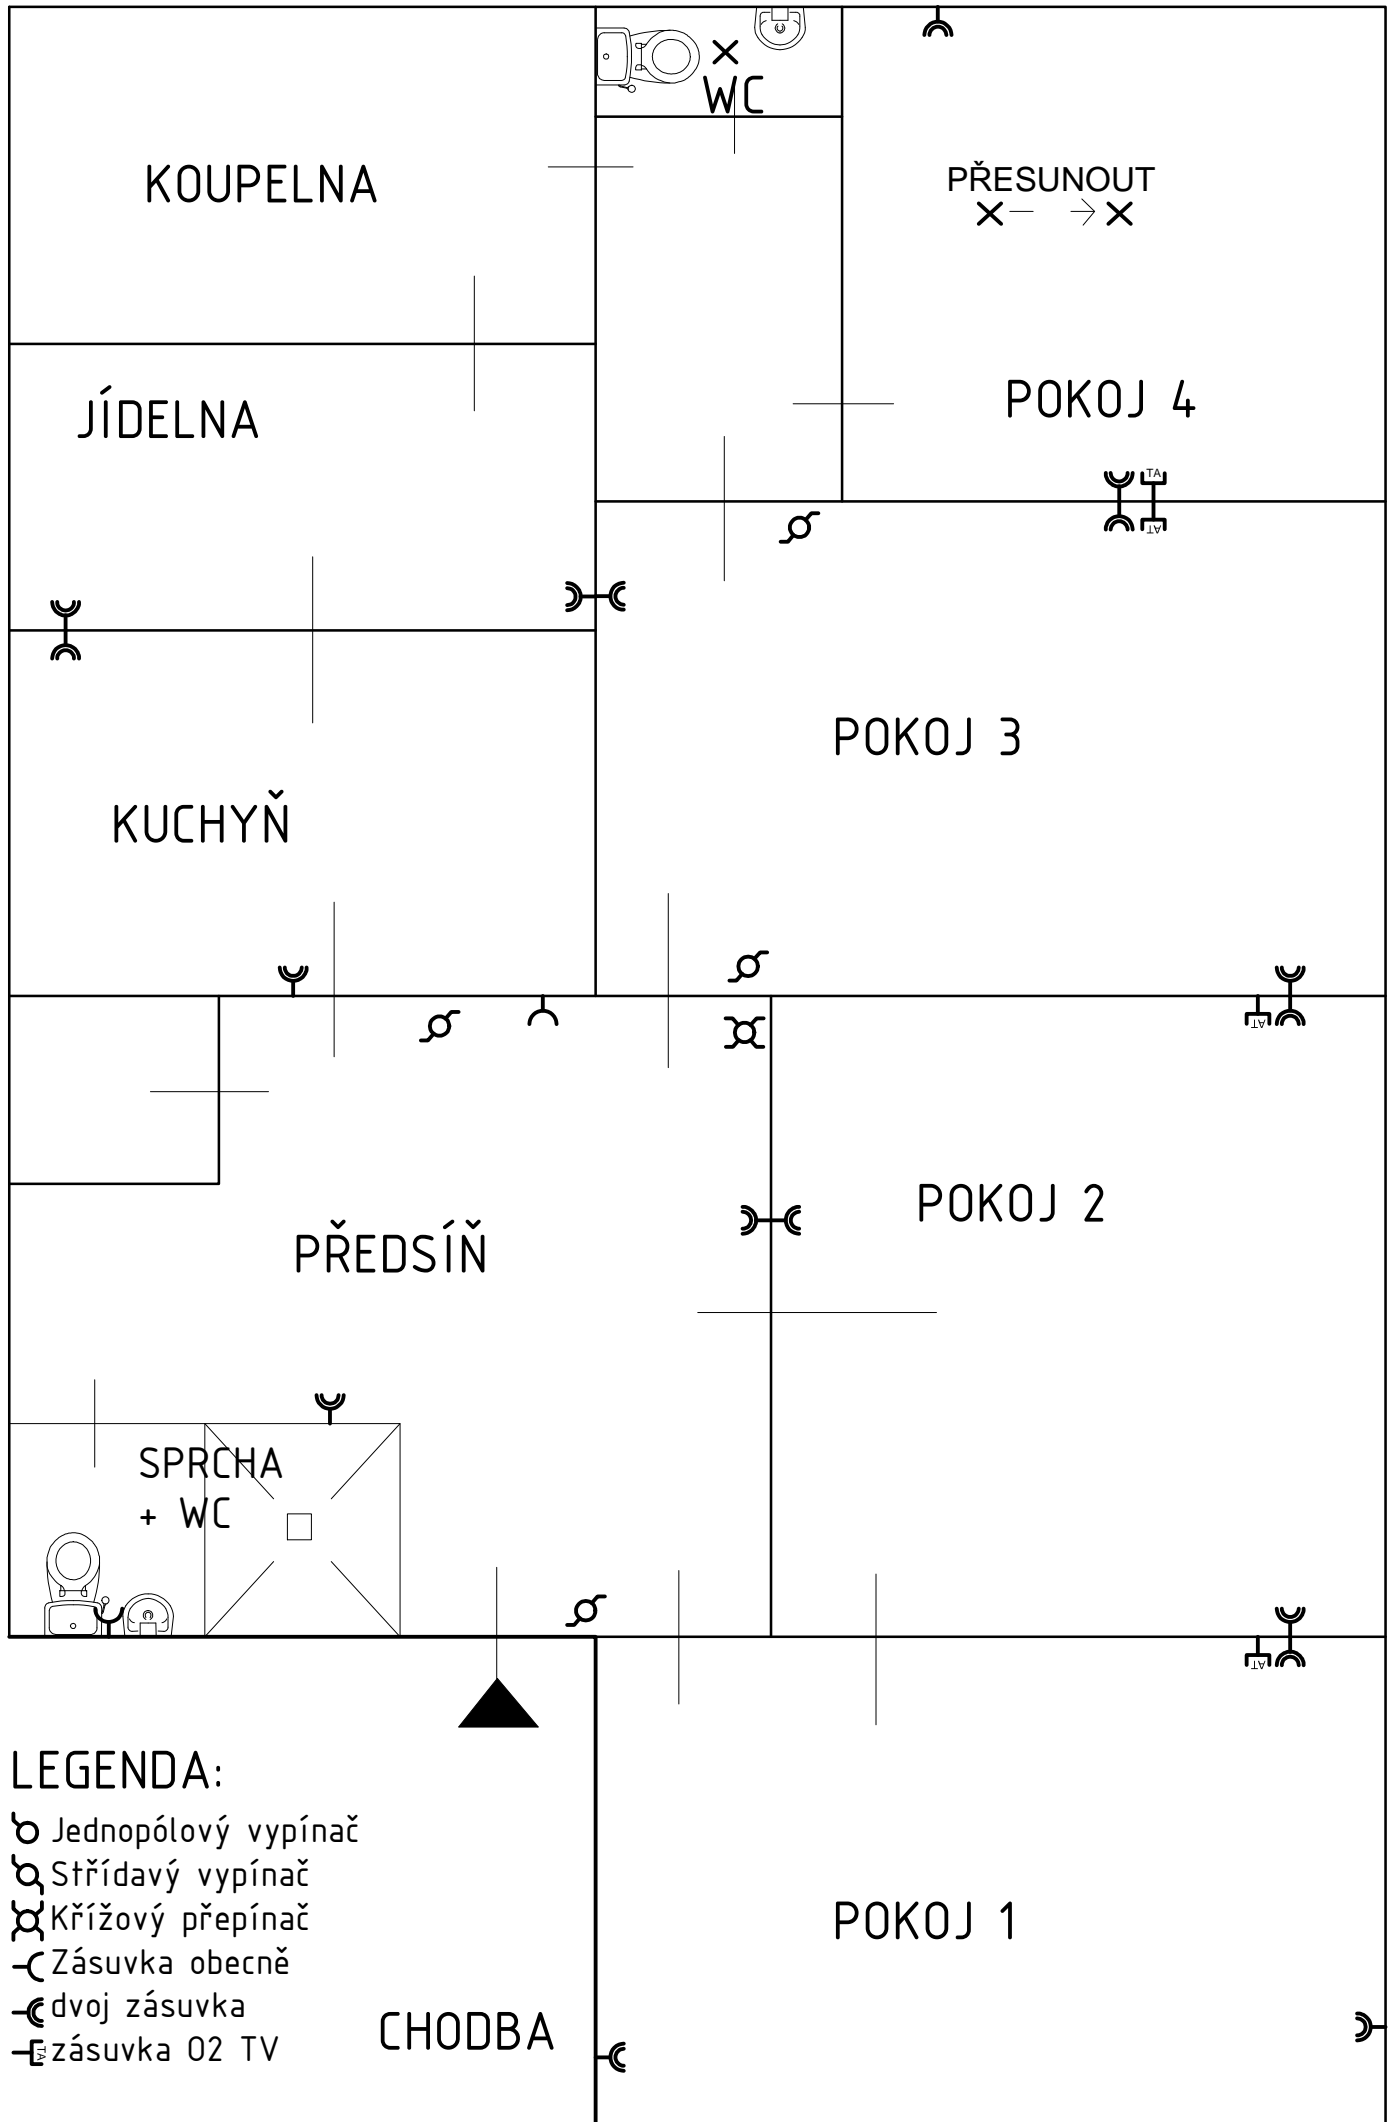 WC
KOUPELNA
PŘESUNOUT
JÍDELNA
POKOJ 4
TA
TA
POKOJ 3
KUCHYŇ
TA
POKOJ 2
PŘEDSÍŇ
SPRCHA
+ WC
TA
LEGENDA:
Jednopólový vypínač
Střídavý vypínač
Křížový přepínač
Zásuvka obecně
dvoj zásuvka
TA zásuvka O2 TV
POKOJ 1
CHODBA